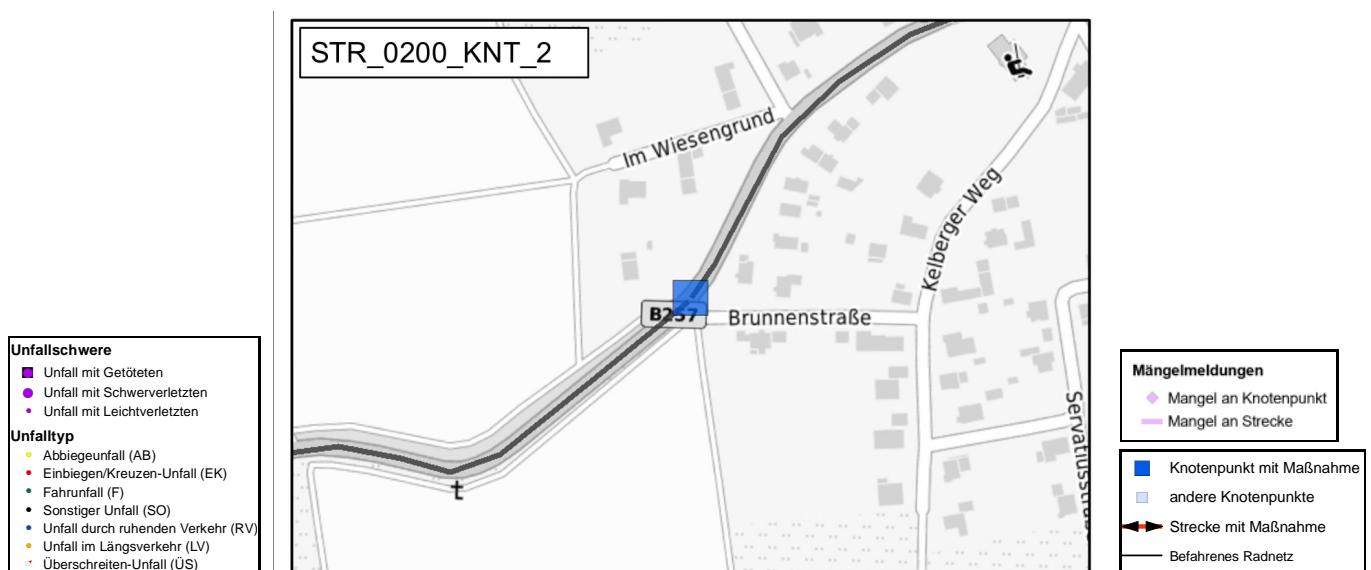 STR_0200_KNT_2
Im Wiesengrund
Kelberger Weg
B257
Brunnenstraße
Servatiusstraße
t
Unfallschwere
Unfall mit Getöteten
Unfall mit Schwerverletzten
Unfall mit Leichtverletzten
Unfalltyp
Abbiegeunfall (AB)
Einbiegen/Kreuzen-Unfall (EK)
Fahrunfall (F)
Sonstiger Unfall (SO)
Unfall durch ruhenden Verkehr (RV)
Unfall im Längsverkehr (LV)
Überschreiten-Unfall (ÜS)
Mängelmeldungen
Mangel an Knotenpunkt
Mangel an Strecke
Knotenpunkt mit Maßnahme
andere Knotenpunkte
Strecke mit Maßnahme
Befahrenes Radnetz